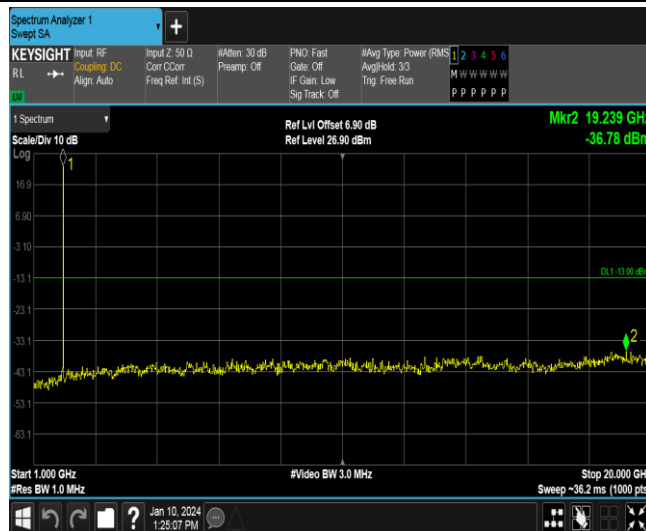 Spectrum Analyzer 1
Swept SA
KEYSIGHT Input: RF Input Z: 50 Ω #Atten: 30 dB PNO: Fast #Avg Type: Power (RMS 1 2 3 4 5 6
RL Coupling: DC Corr CCorr Preamp: Off Gate: Off Avg|Hold: 3/3 M W W W W W
Align: Auto Freq Ref: Int (S) IF Gain: Low Trig: Free Run
Sig Track: Off P P P P P P
1 Spectrum Ref Lvl Offset 6.90 dB Mkr2 19.239 GHz
Scale/Div 10 dB Ref Level 26.90 dBm -36.78 dBm
Log
1
16.9
6.90
-3.10
-13.1
DL1 -13.00 dBm
-23.1
-33.1
2
-43.1
-53.1
-63.1
Start 1.000 GHz #Video BW 3.0 MHz Stop 20.000 GHz
#Res BW 1.0 MHz Sweep ~36.2 ms (1000 pts
? Jan 10, 2024
1:25:07 PM